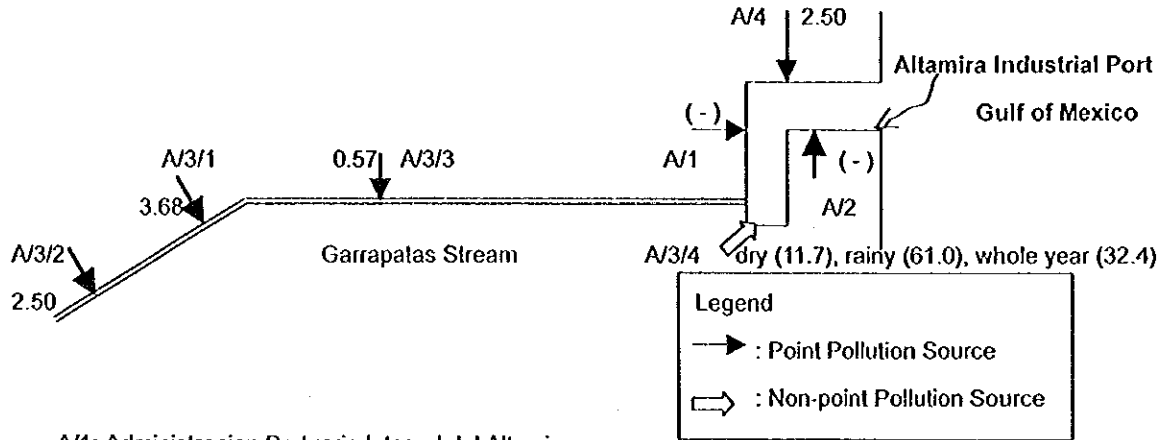 A/4 2.50
Altamira Industrial Port
Gulf of Mexico
(-)
A/3/1
0.57 A/3/3
A/1
(-)
3.68
A/2
A/3/2
Garrapatas Stream
A/3/4 dry (11.7), rainy (61.0), whole year (32.4)
2.50
Legend
: Point Pollution Source
: Non-point Pollution Source